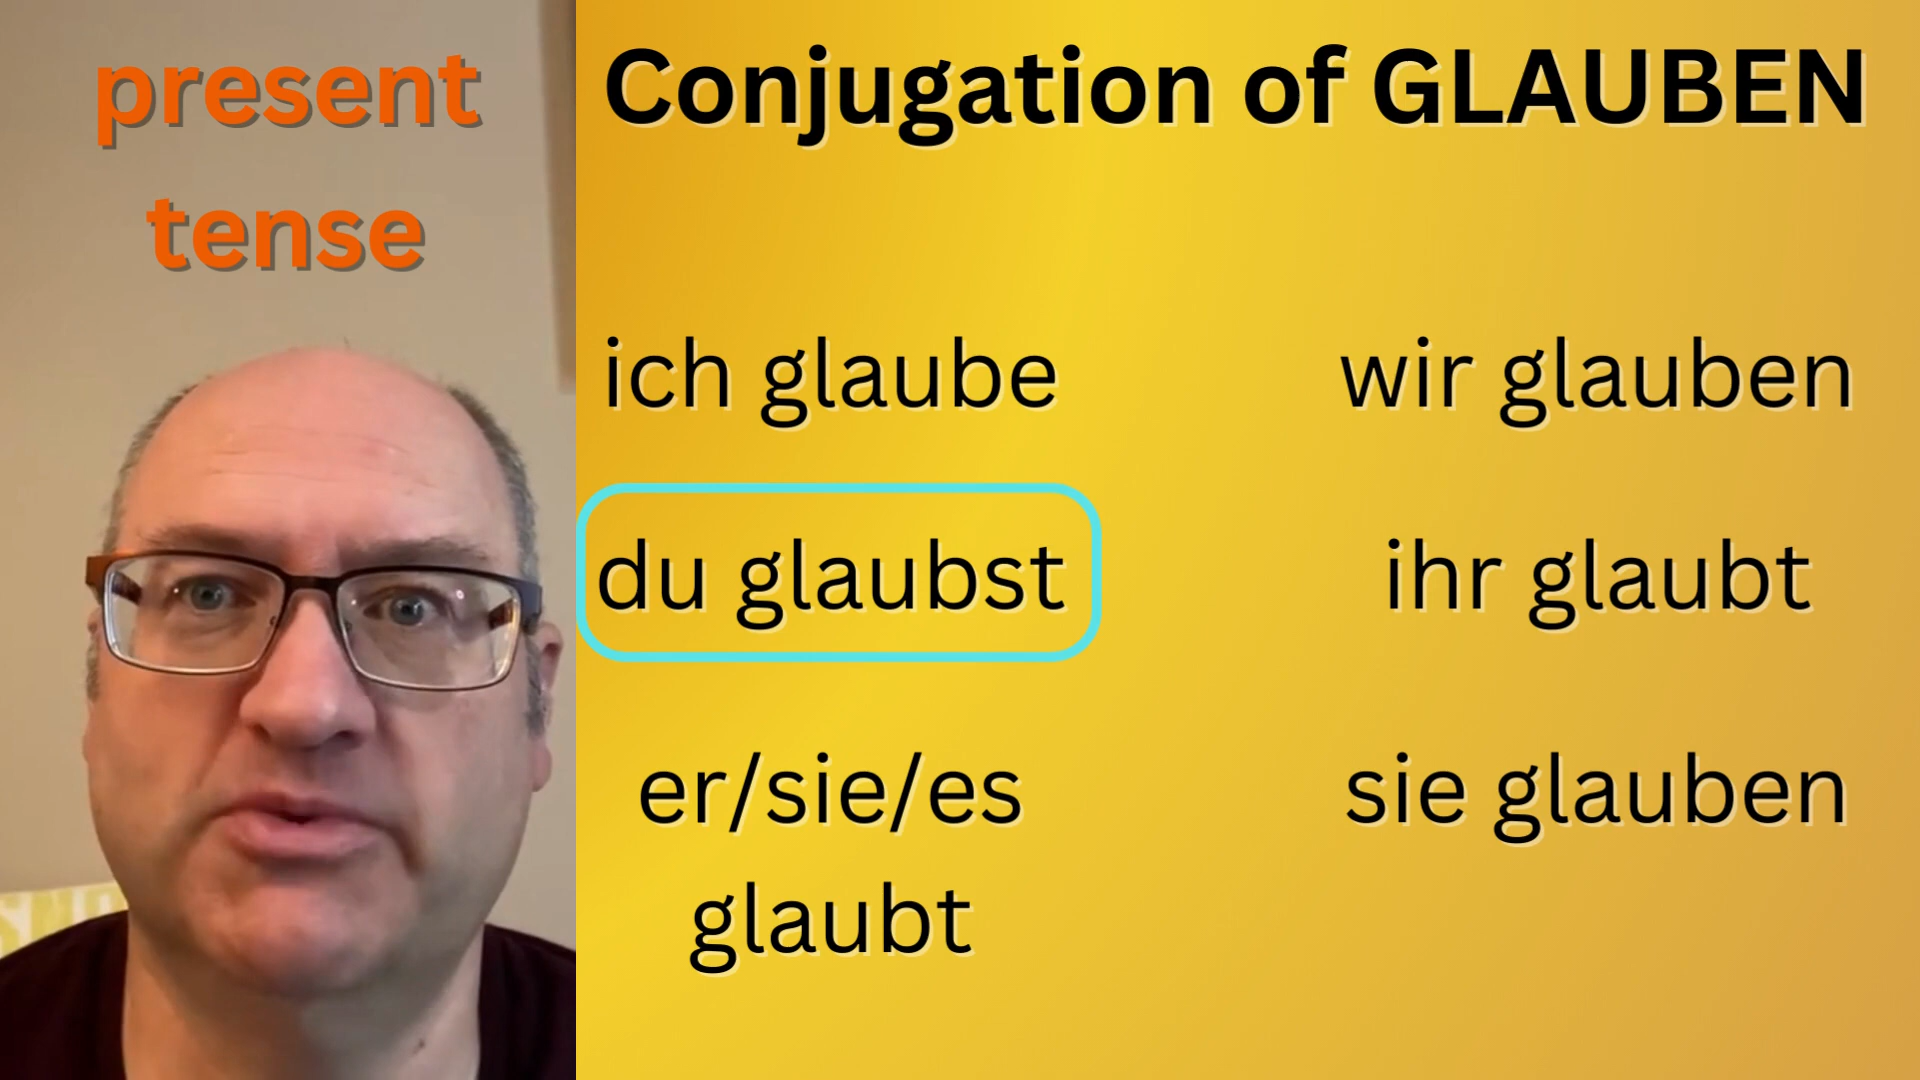 present
tense
Conjugation of GLAUBEN
ich glaube
wir glauben
du glaubst
ihr glaubt
er/sie/es
glaubt
sie glauben